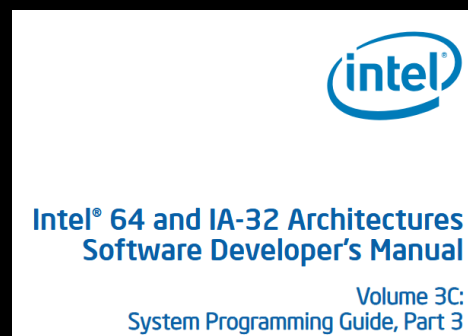 intel®
Intel® 64 and IA-32 Architectures
Software Developer's Manual
Volume 3C:
System Programming Guide, Part 3